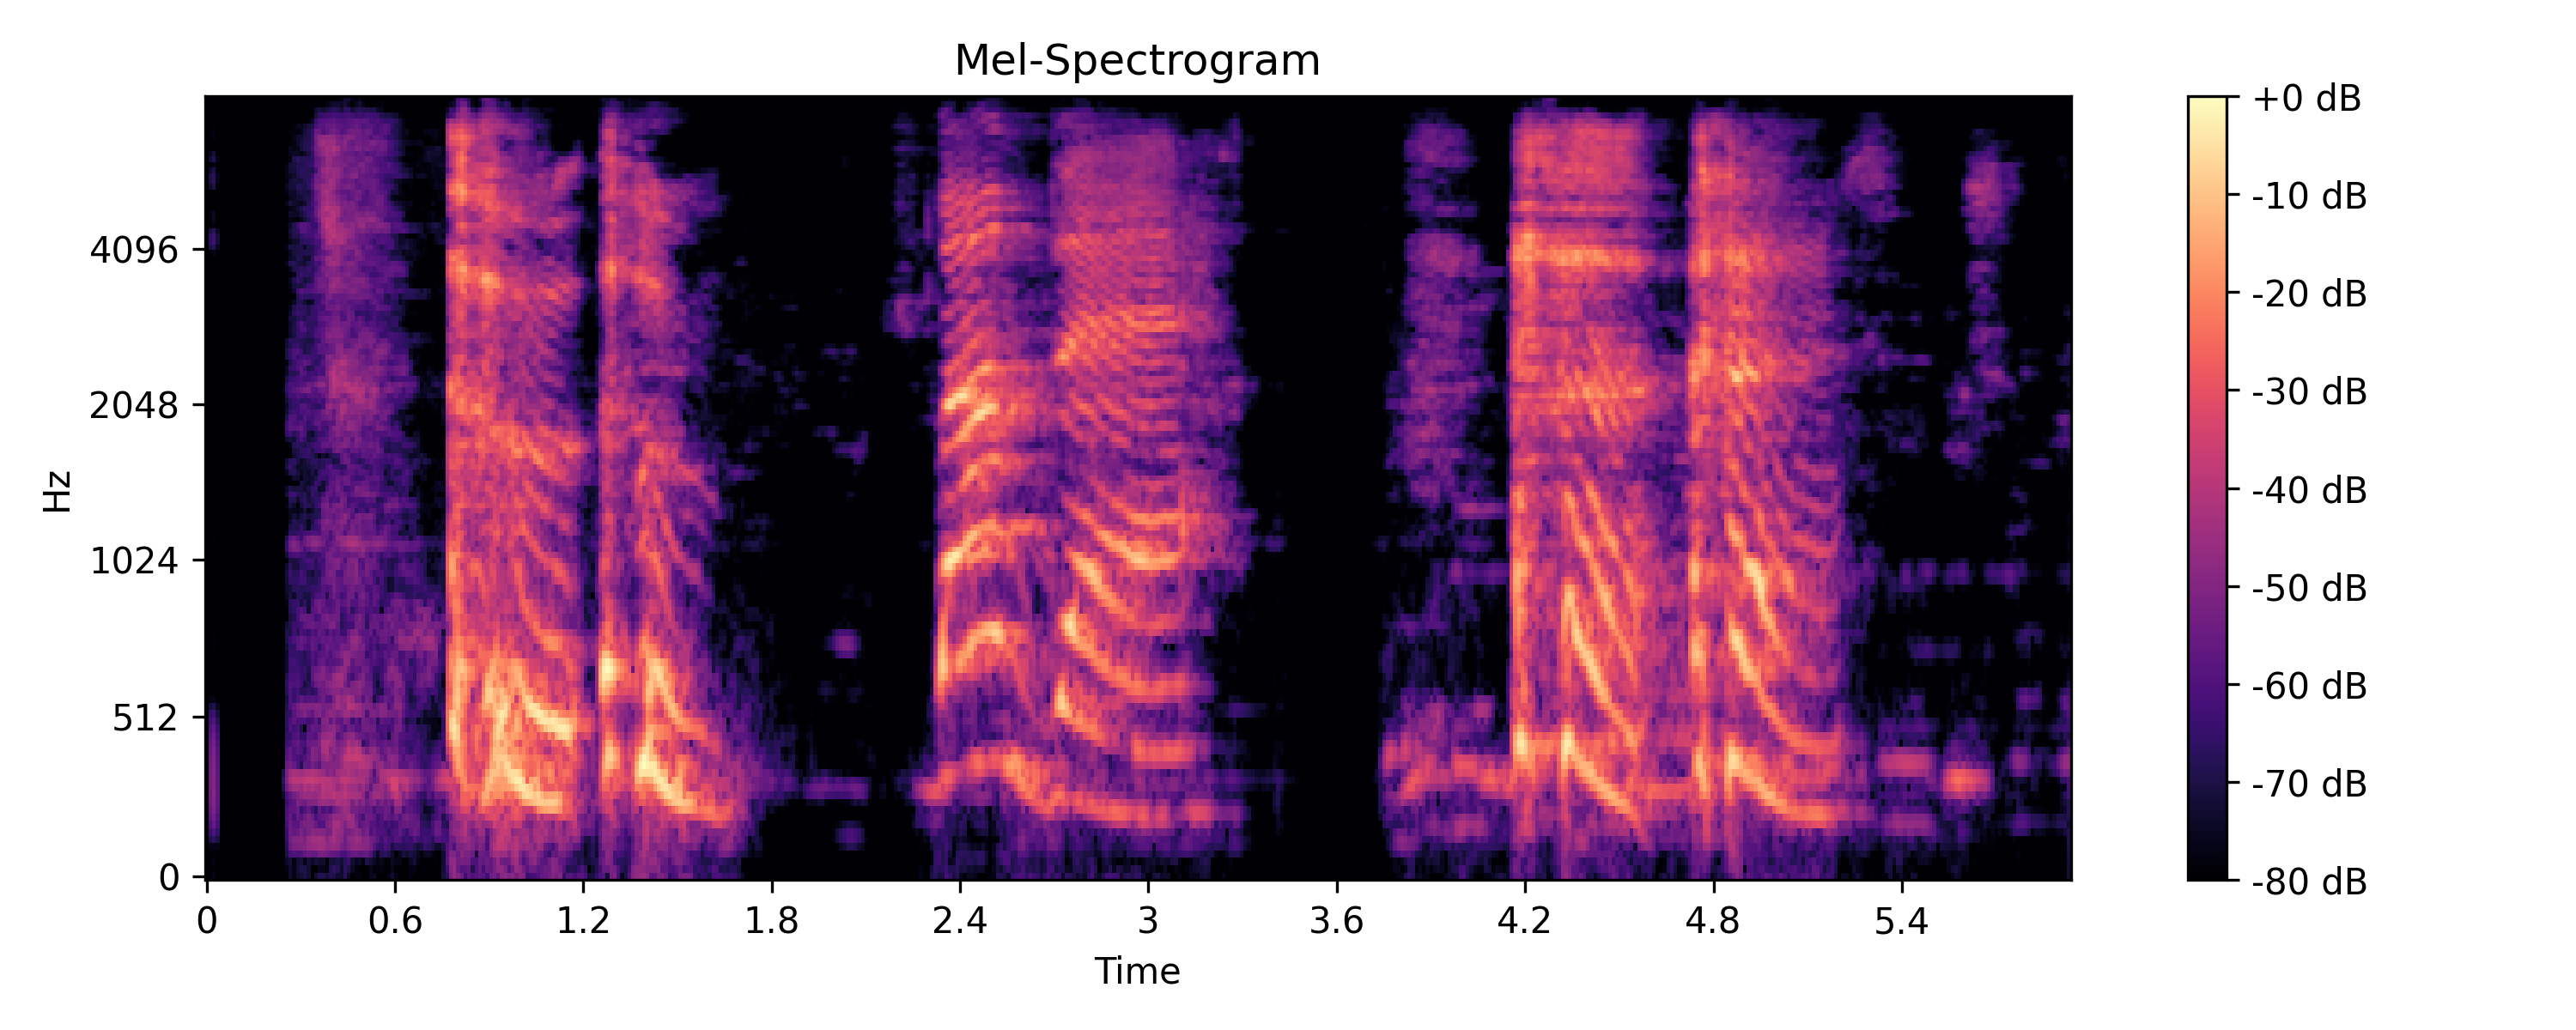 Mel-Spectrogram
+0 dB
-10 dB
-20 dB
-30 dB
-40 dB
-50 dB
-60 dB
-70 dB
-80 dB
Hz
4096
2048
1024
512
0
0 0.6 1.2 1.8 2.4 3 3.6 4.2 4.8 5.4
Time